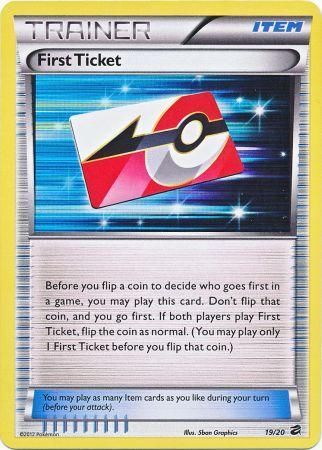 TRAINER ITEM
First Ticket
Before you flip a coin to decide who goes first in
a game, you may play this card. Don't flip that
coin, and you go first. If both players play First
Ticket, flip the coin as normal. (You may play only
1 First Ticket before you flip that coin.)
You may play as many Item cards as you like during your turn
(before your attack).
©2012 Pokémon Illus. Sban Graphics 19/20